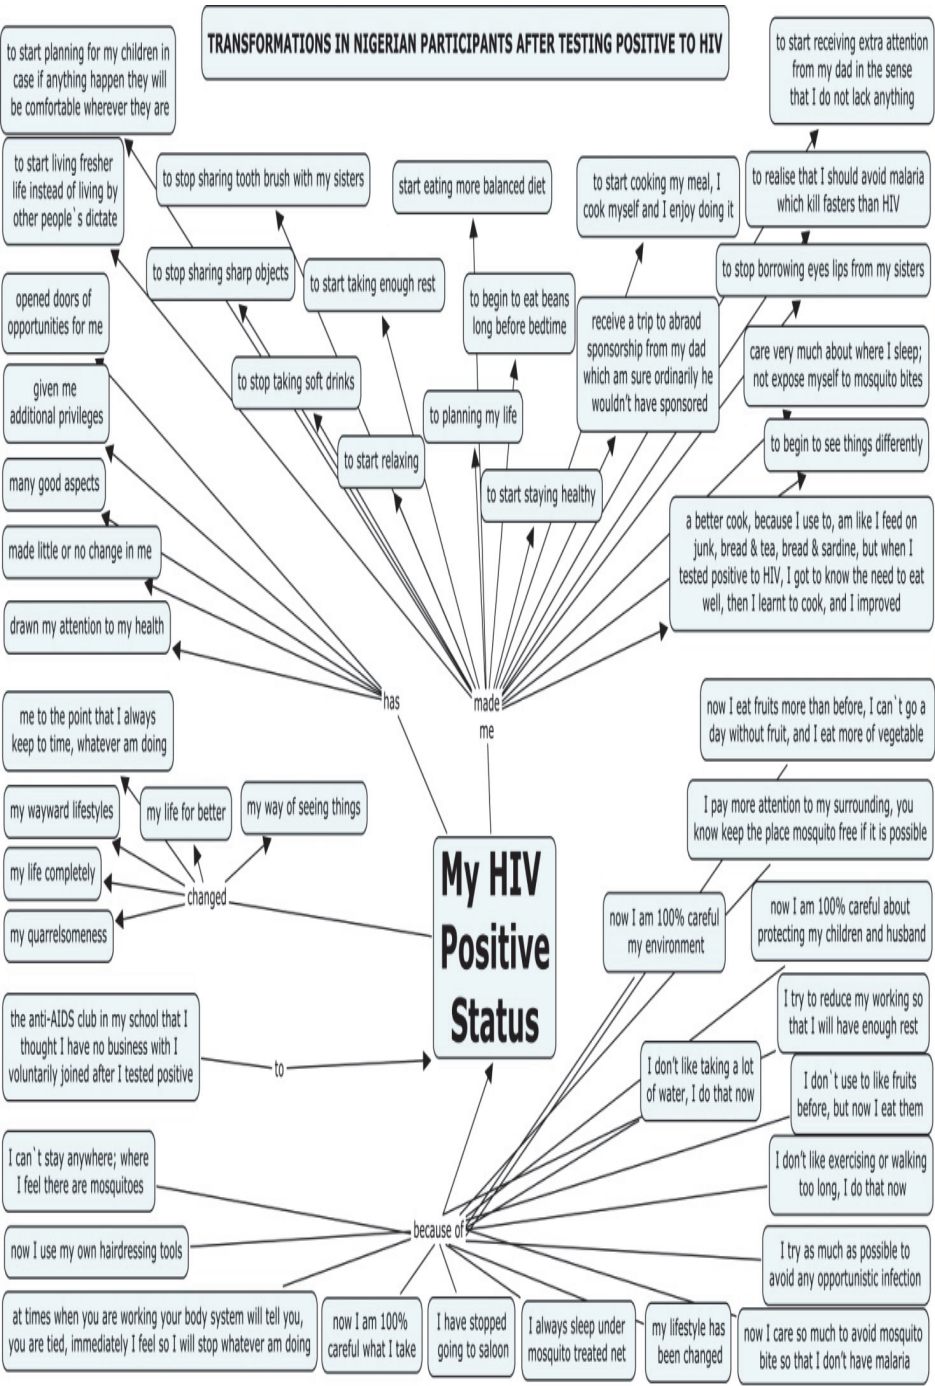 TRANSFORMATIONS IN NIGERIAN PARTICIPANTS AFTER TESTING POSITIVE TO HIV
to start planning for my children in
case if anything happen they will
be comfortable wherever they are
to start receiving extra attention
from my dad in the sense
that I do not lack anything
to start living fresher
life instead of living by
other people`s dictate
to stop sharing tooth brush with my sisters
start eating more balanced diet
to start cooking my meal, I
cook myself and I enjoy doing it
to realise that I should avoid malaria
which kill fasters than HIV
to stop sharing sharp objects
to start taking enough rest
to stop borrowing eyes lips from my sisters
opened doors of
opportunities for me
to begin to eat beans
long before bedtime
receive a trip to abraod
sponsorship from my dad
which am sure ordinarily he
wouldn't have sponsored
care very much about where I sleep;
not expose myself to mosquito bites
given me
additional privileges
to stop taking soft drinks
to planning my life
to begin to see things differently
many good aspects
to start relaxing
to start staying healthy
a better cook, because I use to, am like I feed on
junk, bread & tea, bread & sardine, but when I
tested positive to HIV, I got to know the need to eat
well, then I learnt to cook, and I improved
made little or no change in me
drawn my attention to my health
has
made
me
me to the point that I always
keep to time, whatever am doing
now I eat fruits more than before, I can`t go a
day without fruit, and I eat more of vegetable
my wayward lifestyles
my life for better
my way of seeing things
I pay more attention to my surrounding, you
know keep the place mosquito free if it is possible
my life completely
changed
my quarrelsomeness
My HIV
Positive
Status
now I am 100% careful
my environment
now I am 100% careful about
protecting my children and husband
the anti-AIDS club in my school that I
thought I have no business with I
voluntarily joined after I tested positive
to
I try to reduce my working so
that I will have enough rest
I don't like taking a lot
of water, I do that now
I don`t use to like fruits
before, but now I eat them
I can`t stay anywhere; where
I feel there are mosquitoes
I don't like exercising or walking
too long, I do that now
because of
now I use my own hairdressing tools
I try as much as possible to
avoid any opportunistic infection
at times when you are working your body system will tell you,
you are tied, immediately I feel so I will stop whatever am doing
now I am 100%
careful what I take
I have stopped
going to saloon
I always sleep under
mosquito treated net
my lifestyle has
been changed
now I care so much to avoid mosquito
bite so that I don't have malaria